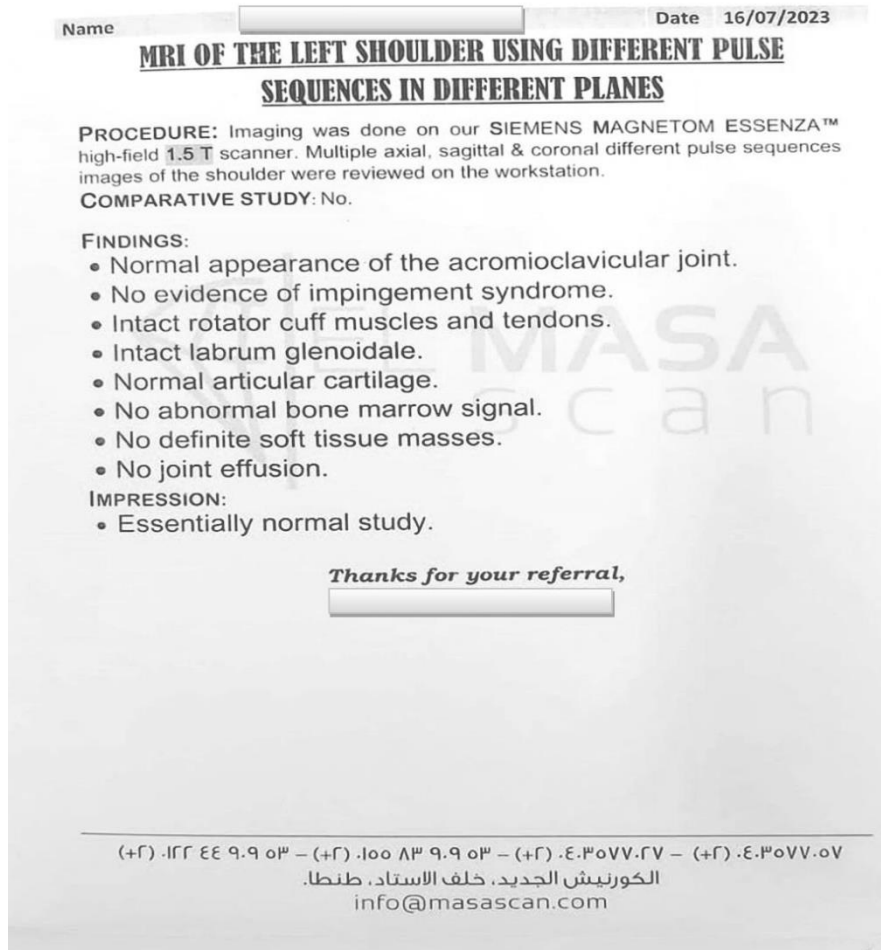 Name
Date 16/07/2023
MRI OF THE LEFT SHOULDER USING DIFFERENT PULSE
SEQUENCES IN DIFFERENT PLANES
PROCEDURE: Imaging was done on our SIEMENS MAGNETOM ESSENZA™
high-field 1.5 T scanner. Multiple axial, sagittal & coronal different pulse sequences
images of the shoulder were reviewed on the workstation.
COMPARATIVE STUDY: No.
FINDINGS:
• Normal appearance of the acromioclavicular joint.
• No evidence of impingement syndrome.
• Intact rotator cuff muscles and tendons.
• Intact labrum glenoidale.
• Normal articular cartilage.
• No abnormal bone marrow signal.
• No definite soft tissue masses.
• No joint effusion.
IMPRESSION:
• Essentially normal study.
EL MASA
scan
Thanks for your referral,
(+٢) ٠١٢٢ ٤٤ ٩٠٩ ٥٣ – (+٢) ٠١٠٠ ٨٣ ٩٠٩ ٥٣ – (+٢) ٠٤٠٣٥٧٧٠٢٧ – (+٢) ٠٤٠٣٥٧٧٠٥٧
الكورنيش الجديد، خلف الاستاد، طنطا.
info@masascan.com